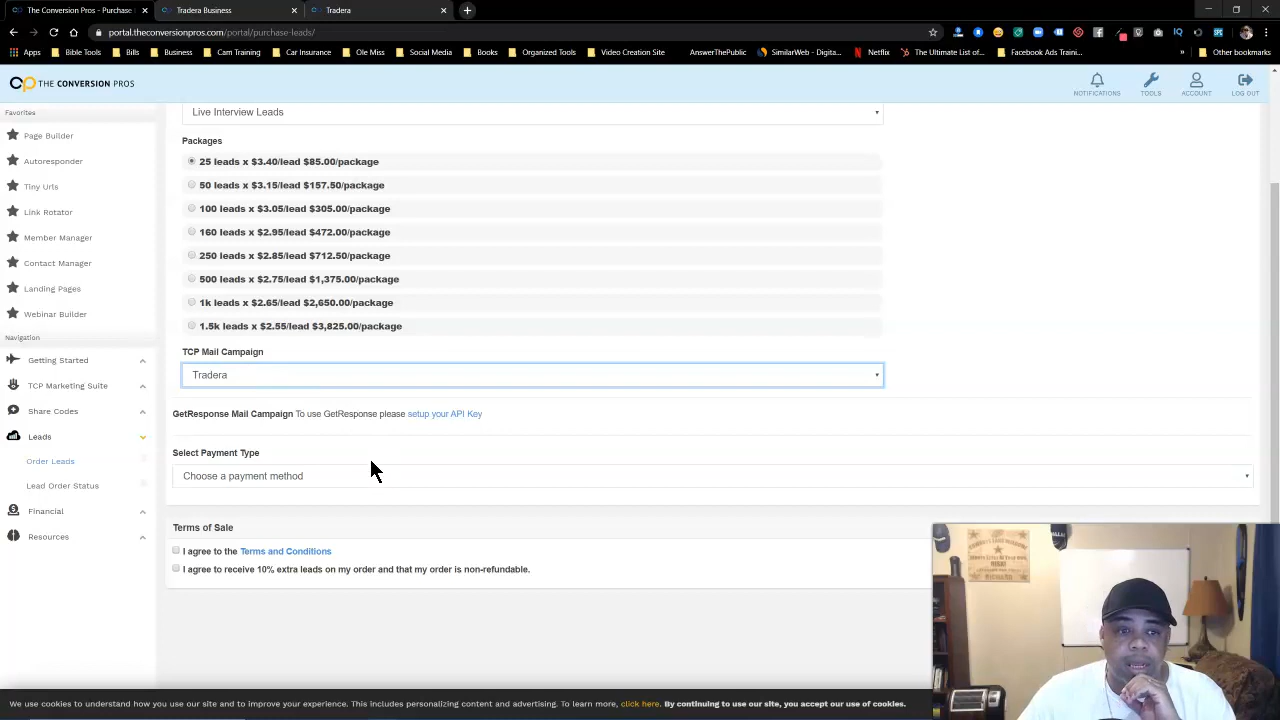 The Conversion Pros - Purchase
Tradera Business
Tradera
portal.theconversionpros.com/portal/purchase-leads/
Apps
Bible Tools
Bills
Business
Cam Training
Car Insurance
Ole Miss
Social Media
Books
Organized Tools
Video Creation Site
AnswerThePublic
SimilarWeb - Digita...
Netflix
The Ultimate List of...
Facebook Ads Traini...
Other bookmarks
THE CONVERSION PROS
NOTIFICATIONS
TOOLS
ACCOUNT
LOG OUT
Favorites
Page Builder
Autoresponder
Tiny Urls
Link Rotator
Member Manager
Contact Manager
Landing Pages
Webinar Builder
Navigation
Getting Started
TCP Marketing Suite
Share Codes
Leads
Order Leads
Lead Order Status
Financial
Resources
Live Interview Leads
Packages
25 leads x $3.40/lead $85.00/package
50 leads x $3.15/lead $157.50/package
100 leads x $3.05/lead $305.00/package
160 leads x $2.95/lead $472.00/package
250 leads x $2.85/lead $712.50/package
500 leads x $2.75/lead $1,375.00/package
1k leads x $2.65/lead $2,650.00/package
1.5k leads x $2.55/lead $3,825.00/package
TCP Mail Campaign
Tradera
GetResponse Mail Campaign To use GetResponse please setup your API Key
Select Payment Type
Choose a payment method
Terms of Sale
I agree to the Terms and Conditions
I agree to receive 10% extra leads on my order and that my order is non-refundable.
We use cookies to understand how you use our site and to improve your experience. This includes personalizing content and advertising. To learn more, click here. By continuing to use our site, you accept our use of cookies.